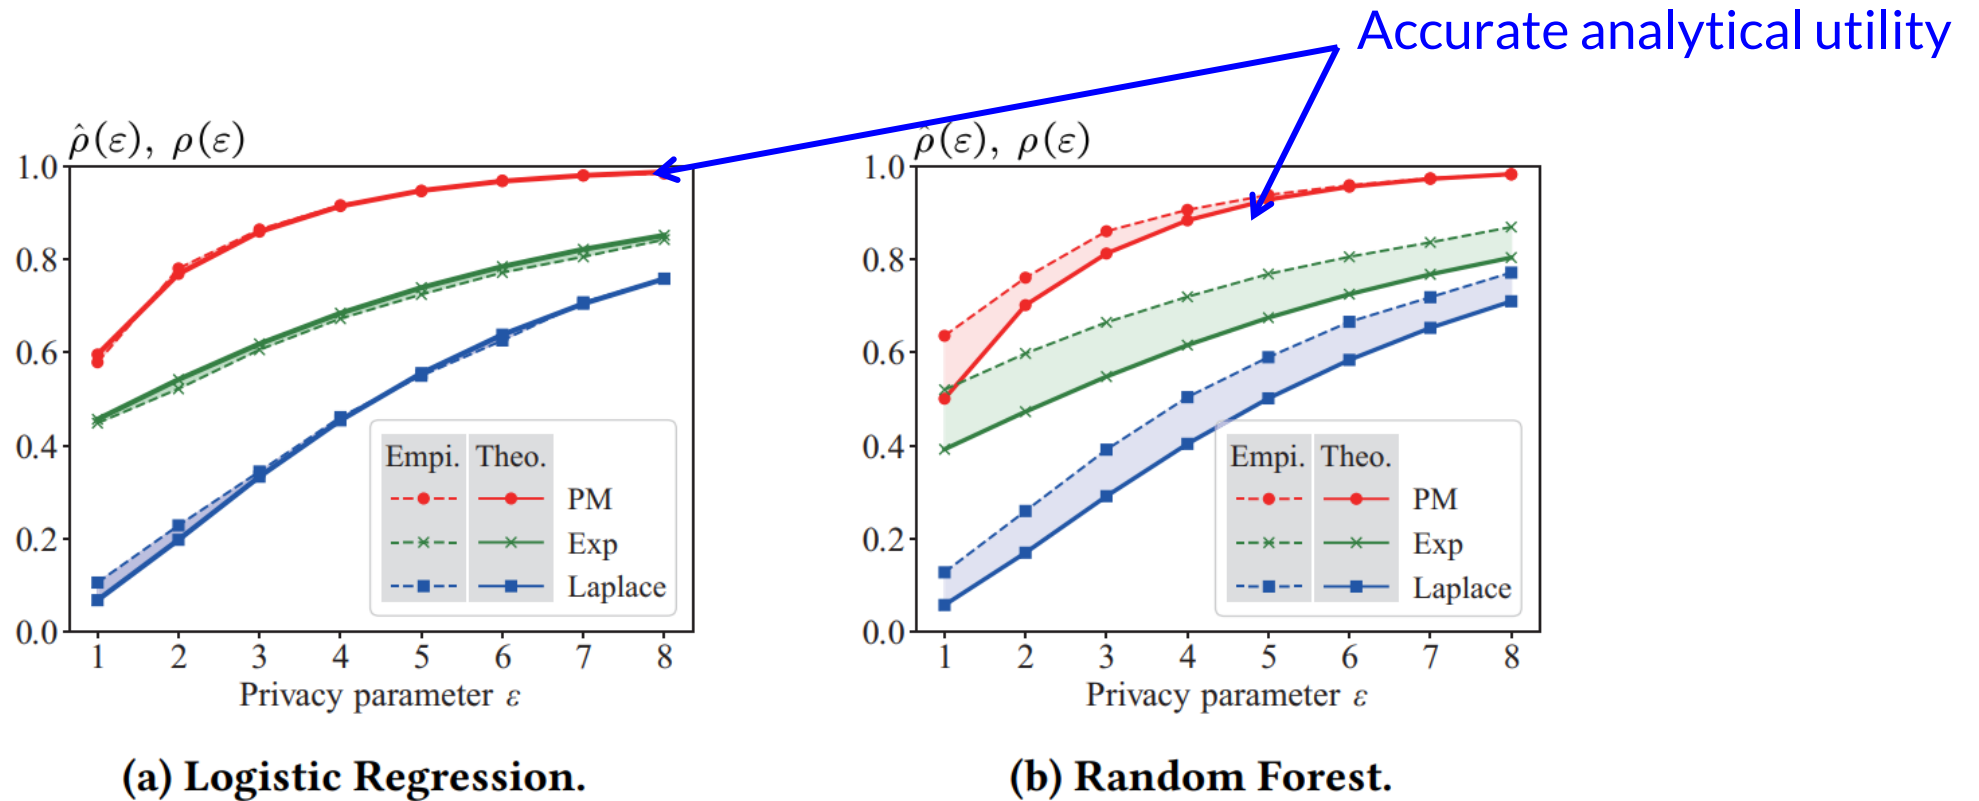 Accurate analytical utility
ρ̂(ε), ρ(ε)
1.0
0.8
0.6
0.4
0.2
0.0
1 2 3 4 5 6 7 8
Privacy parameter ε
Empi. Theo.
PM
Exp
Laplace
(a) Logistic Regression.
ρ̂(ε), ρ(ε)
1.0
0.8
0.6
0.4
0.2
0.0
1 2 3 4 5 6 7 8
Privacy parameter ε
Empi. Theo.
PM
Exp
Laplace
(b) Random Forest.